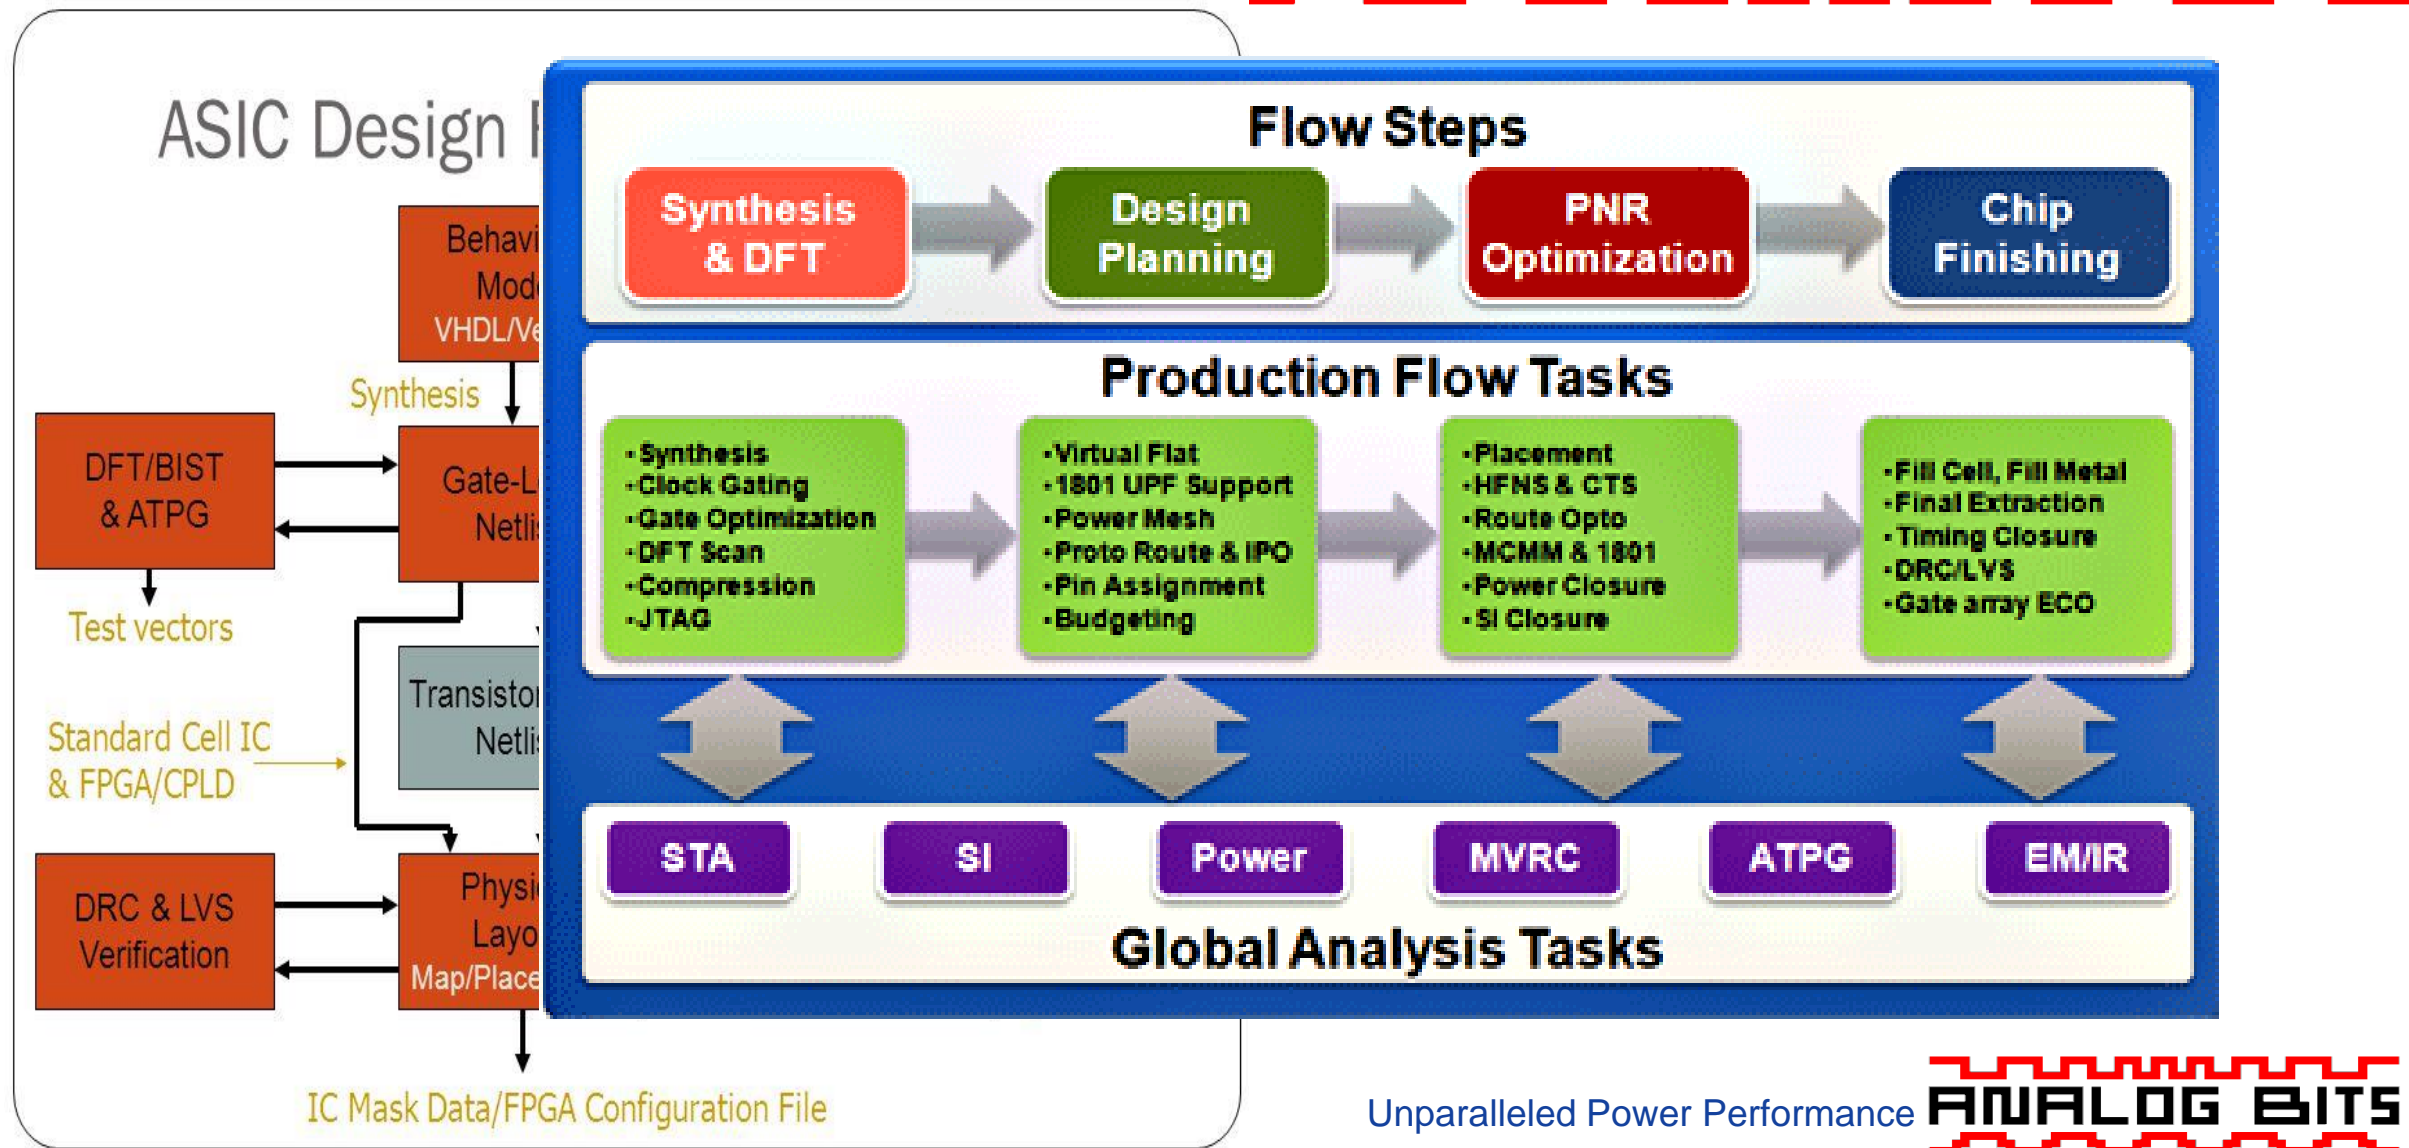 ASIC Design
Behavi
Mod
VHDL/Ve
Synthesis
DFT/BIST
& ATPG
Gate-L
Netli
Test vectors
Transisto
Netli
Standard Cell IC
& FPGA/CPLD
DRC & LVS
Verification
Physi
Layo
Map/Place
IC Mask Data/FPGA Configuration File
Flow Steps
Synthesis
& DFT
Design
Planning
PNR
Optimization
Chip
Finishing
Production Flow Tasks
•Synthesis
•Clock Gating
•Gate Optimization
•DFT Scan
•Compression
•JTAG
•Virtual Flat
•1801 UPF Support
•Power Mesh
•Proto Route & IPO
•Pin Assignment
•Budgeting
•Placement
•HFNS & CTS
•Route Opto
•MCMM & 1801
•Power Closure
•SI Closure
•Fill Cell, Fill Metal
•Final Extraction
•Timing Closure
•DRC/LVS
•Gate array ECO
STA
SI
Power
MVRC
ATPG
EM/IR
Global Analysis Tasks
Unparalleled Power Performance
ANALOG BITS